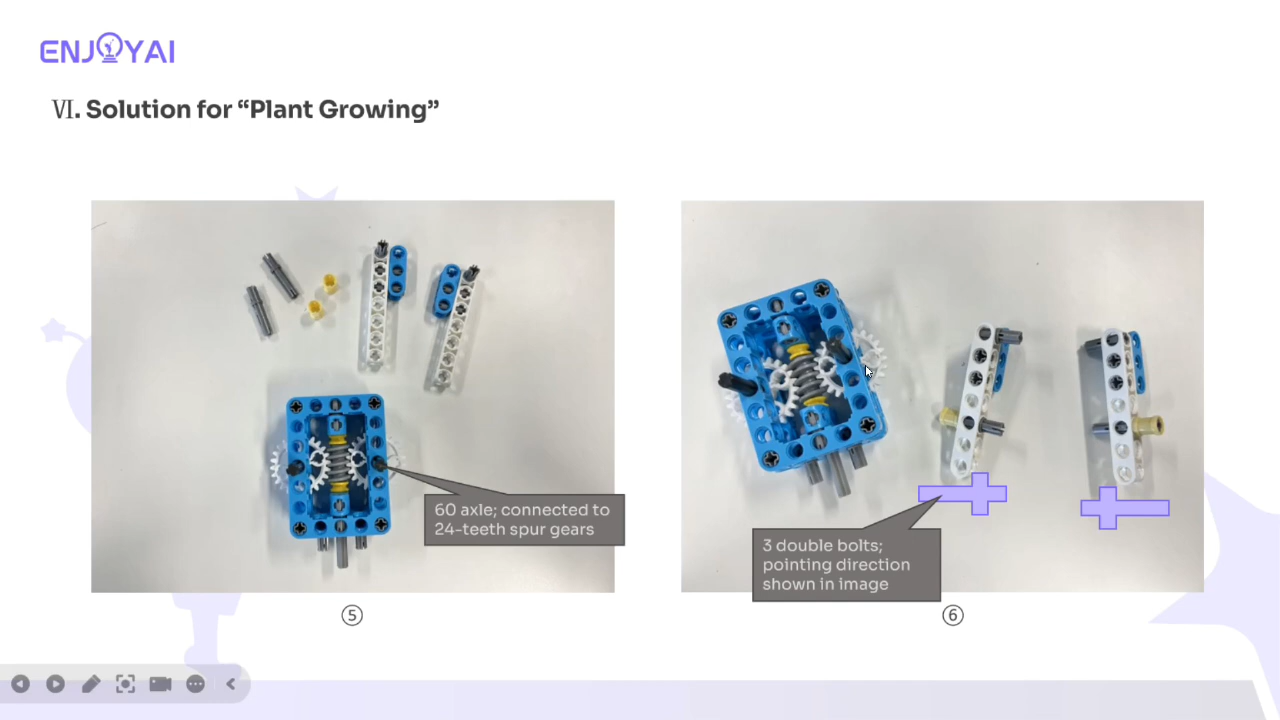 ENJOYAI
Ⅵ. Solution for “Plant Growing”
60 axle; connected to
24-teeth spur gears
3 double bolts;
pointing direction
shown in image
⑤
⑥